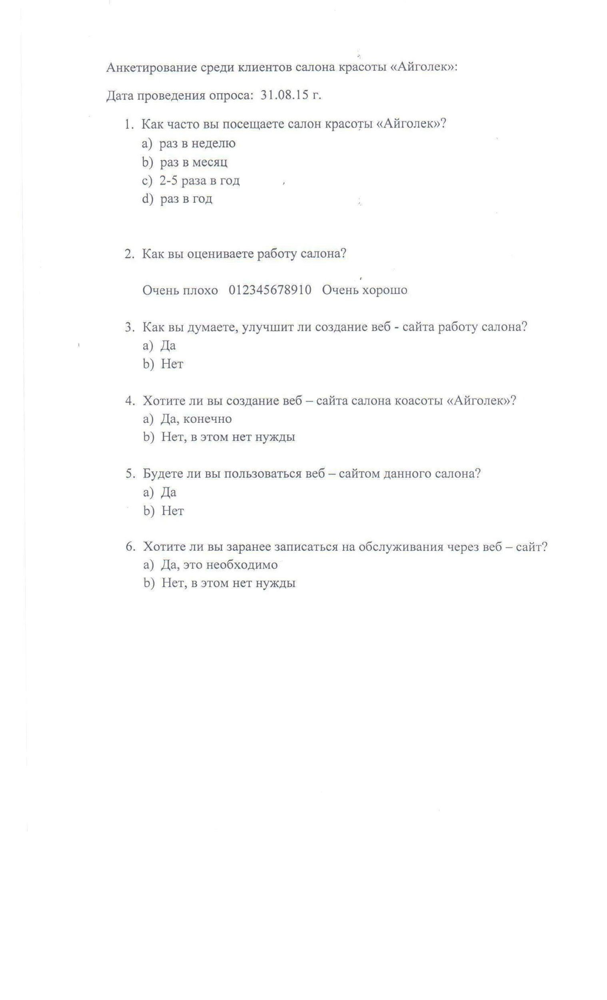 Анкетирование среди клиентов салона красоты «Айголек»:
Дата проведения опроса: 31.08.15 г.
1. Как часто вы посещаете салон красоты «Айголек»?
a) раз в неделю
b) раз в месяц
c) 2-5 раза в год
d) раз в год
2. Как вы оцениваете работу салона?
Очень плохо 012345678910 Очень хорошо
3. Как вы думаете, улучшит ли создание веб - сайта работу салона?
a) Да
b) Нет
4. Хотите ли вы создание веб – сайта салона коасоты «Айголек»?
a) Да, конечно
b) Нет, в этом нет нужды
5. Будете ли вы пользоваться веб – сайтом данного салона?
a) Да
b) Нет
6. Хотите ли вы заранее записаться на обслуживания через веб – сайт?
a) Да, это необходимо
b) Нет, в этом нет нужды